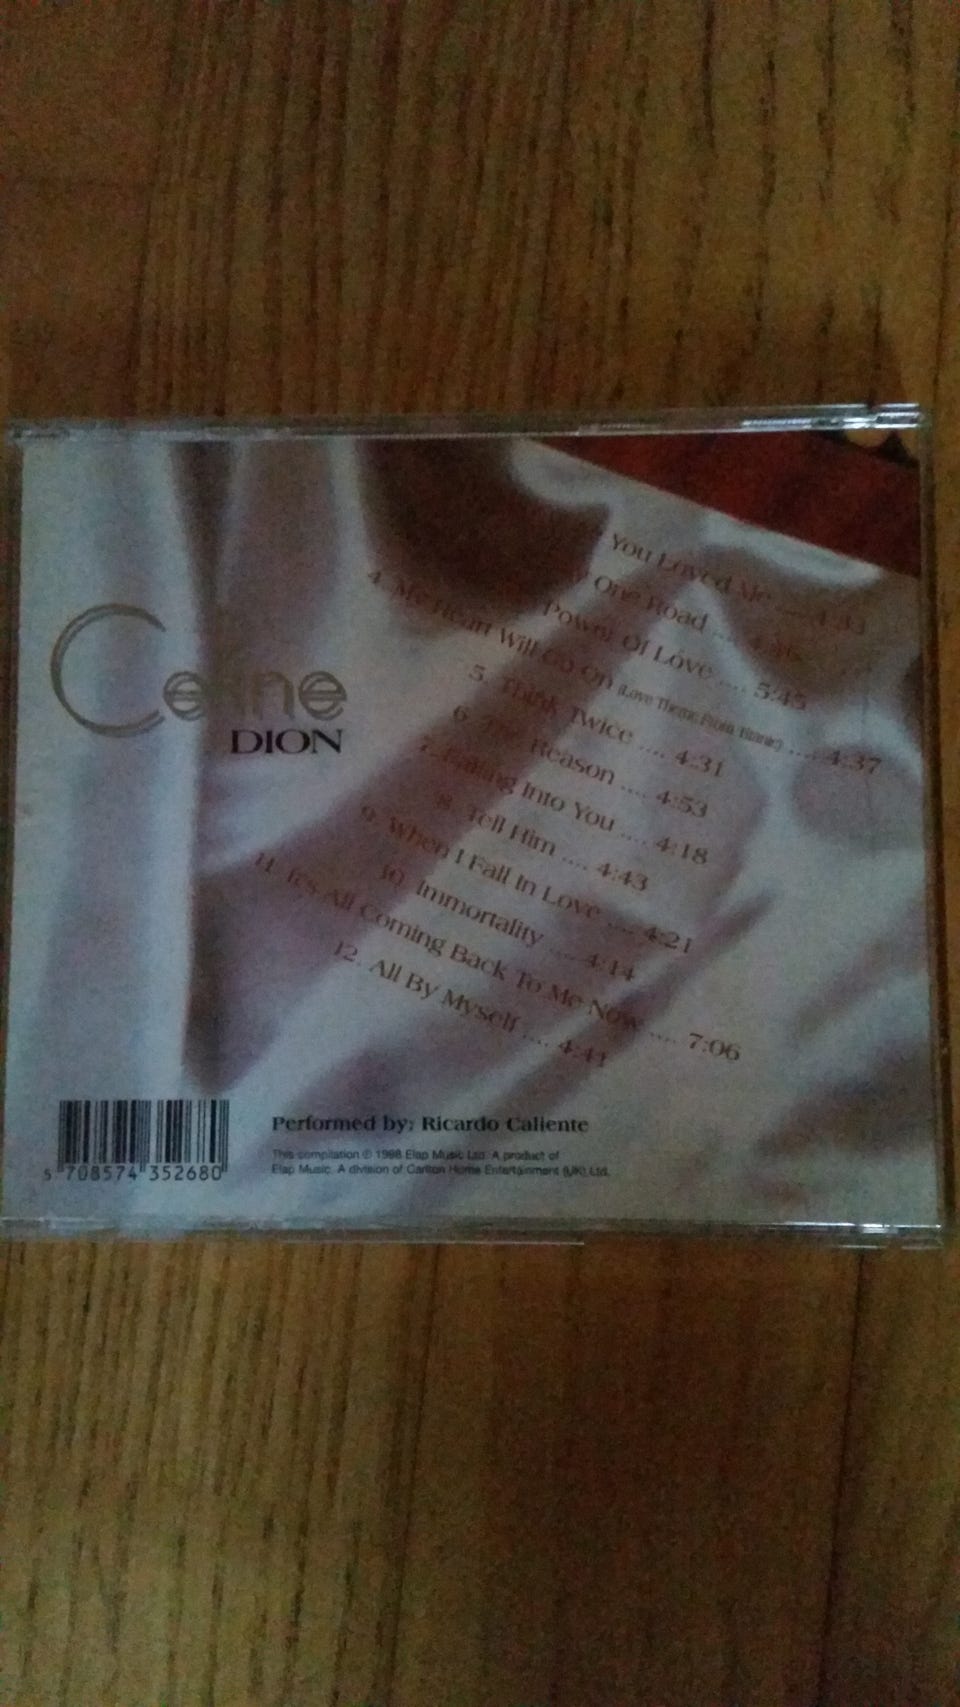 You Loved Me .... 4:33
One Road ....
Power Of Love .... 5:45
4. My Heart Will Go On (Love Theme From Titanic) .... 4:37
5. Think Twice .... 4:31
6. Reason .... 4:53
7. Falling Into You .... 4:18
8. Tell Him .... 4:43
9. When I Fall In Love .... 4:21
10. Immortality .... 4:14
11. It's All Coming Back To Me Now .... 7:06
12. All By Myself .... 4:41
Celine
DION
Performed by: Ricardo Caliente
This compilation ℗ 1998 Elap Music Ltd. A product of
Elap Music. A division of Carlton Home Entertainment (UK) Ltd.
5 708574 352680